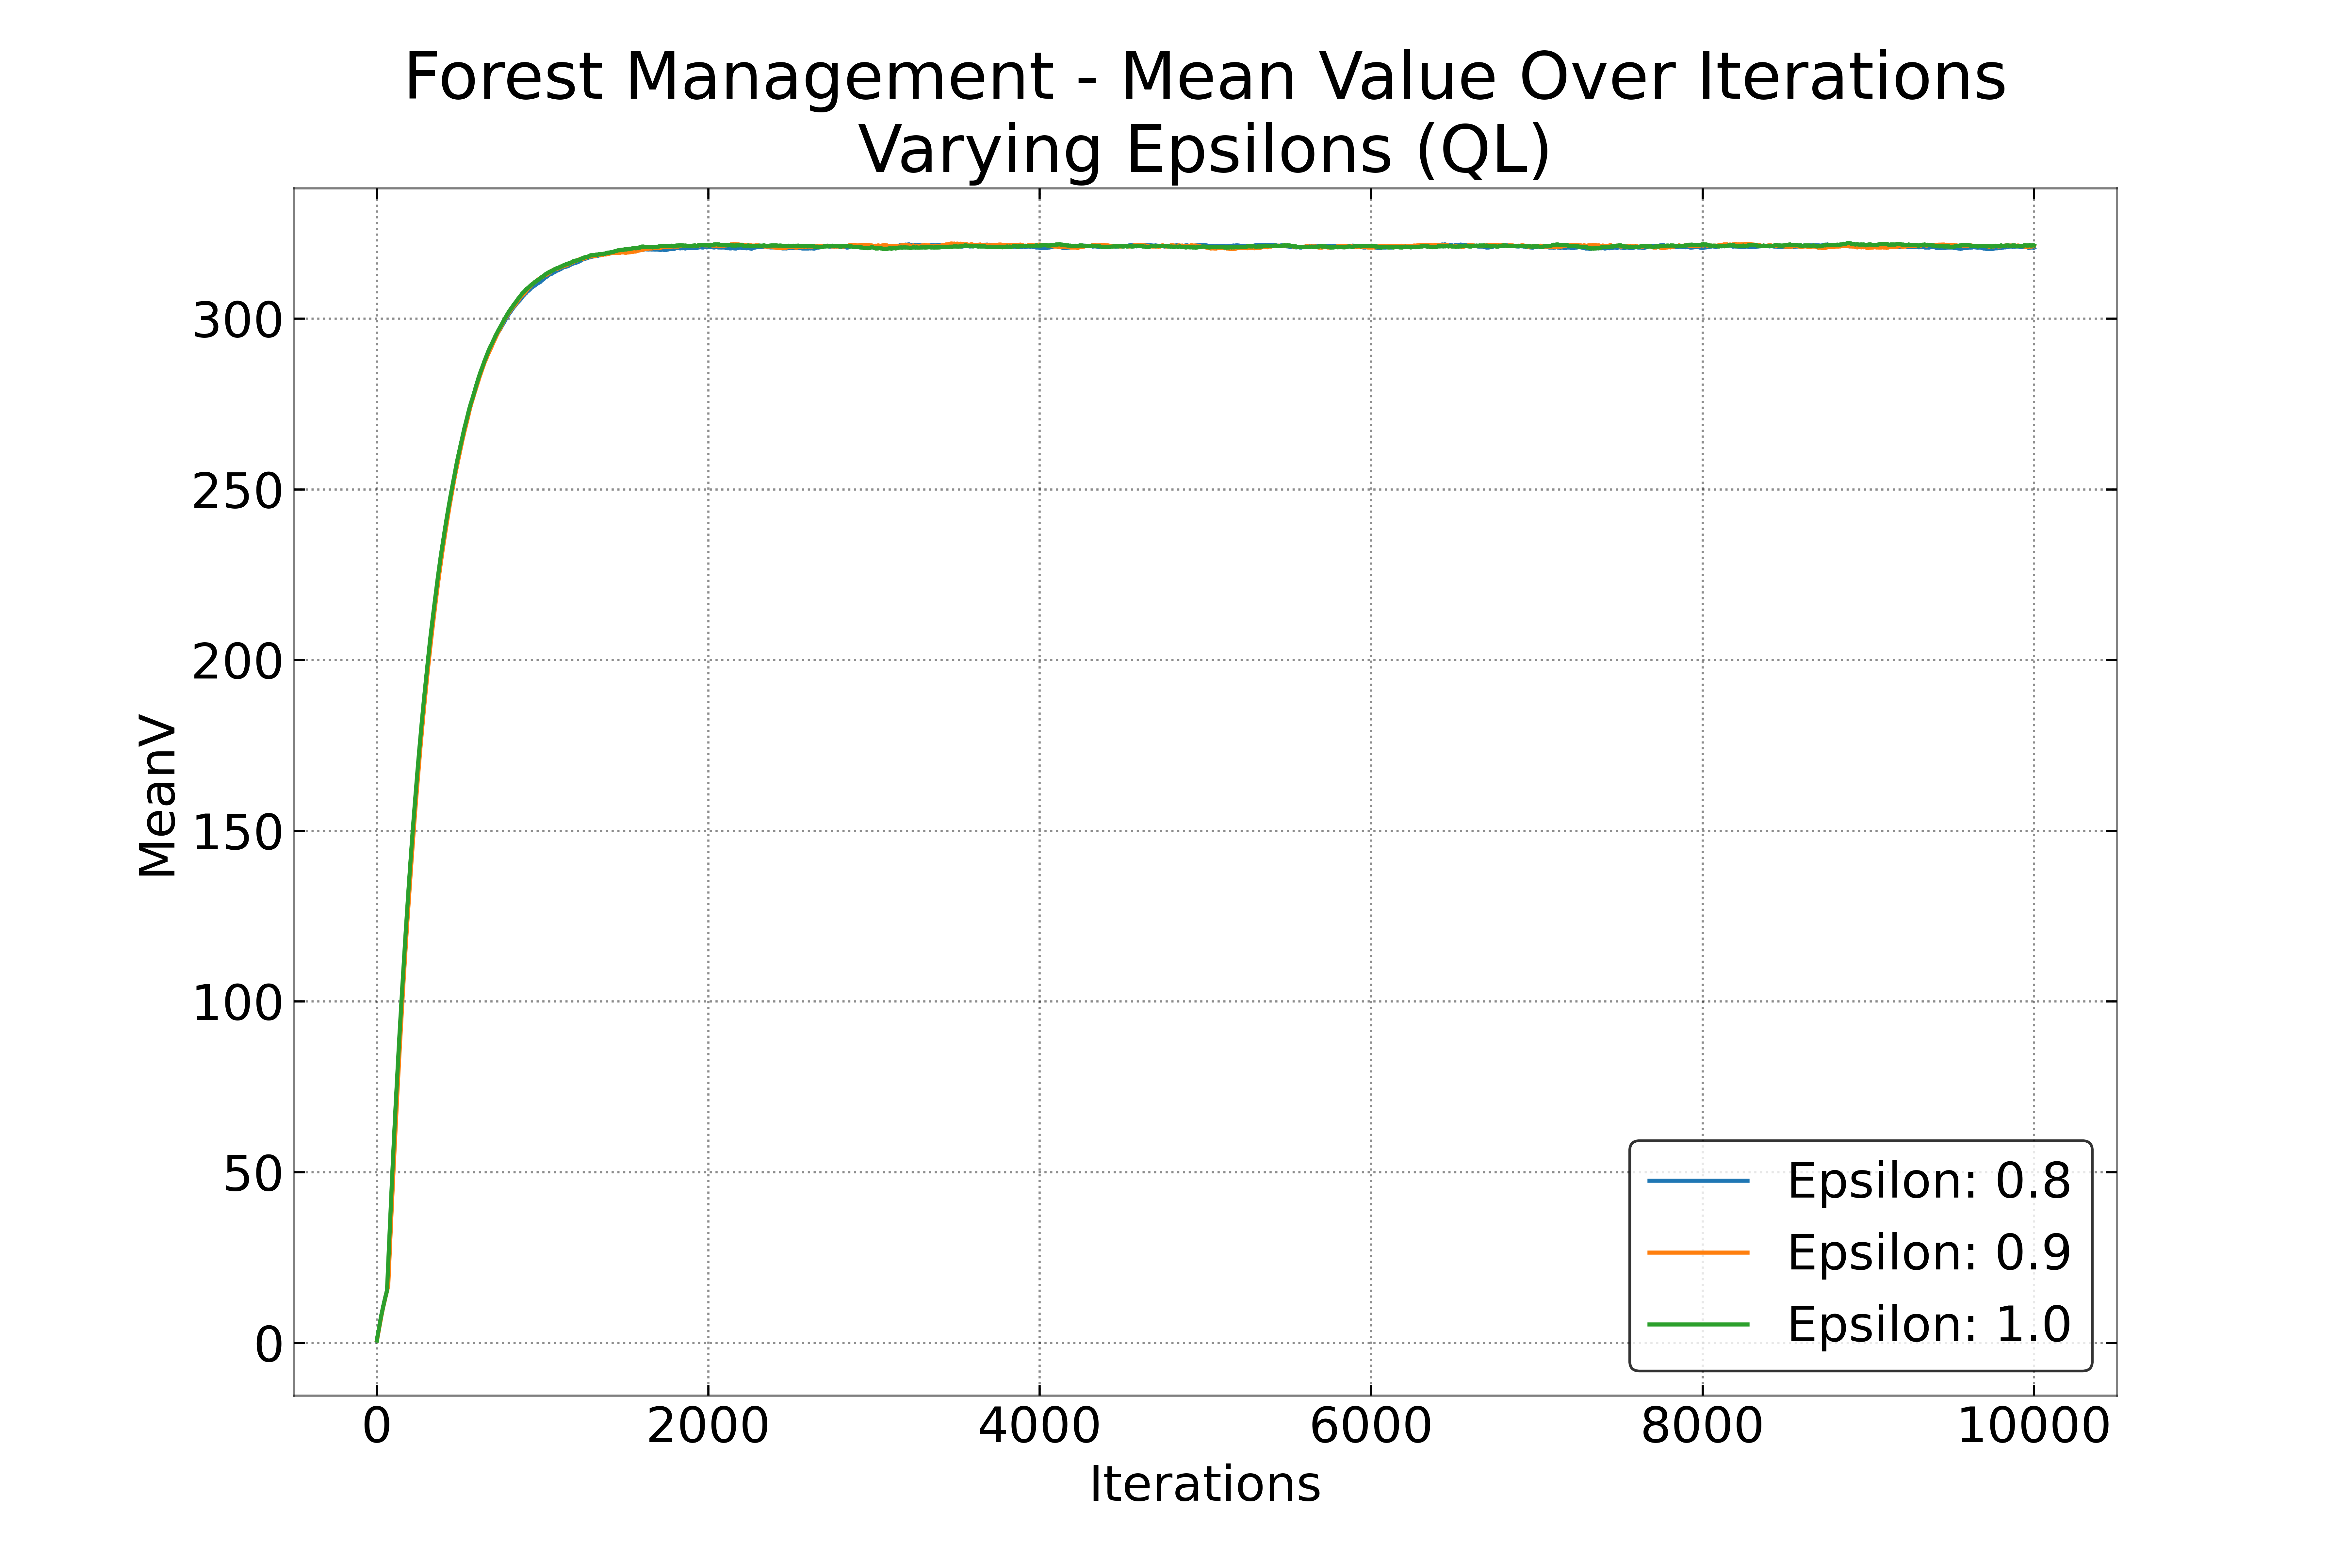 Forest Management - Mean Value Over Iterations
Varying Epsilons (QL)
MeanV
300
250
200
150
100
50
0
0 2000 4000 6000 8000 10000
Iterations
Epsilon: 0.8
Epsilon: 0.9
Epsilon: 1.0